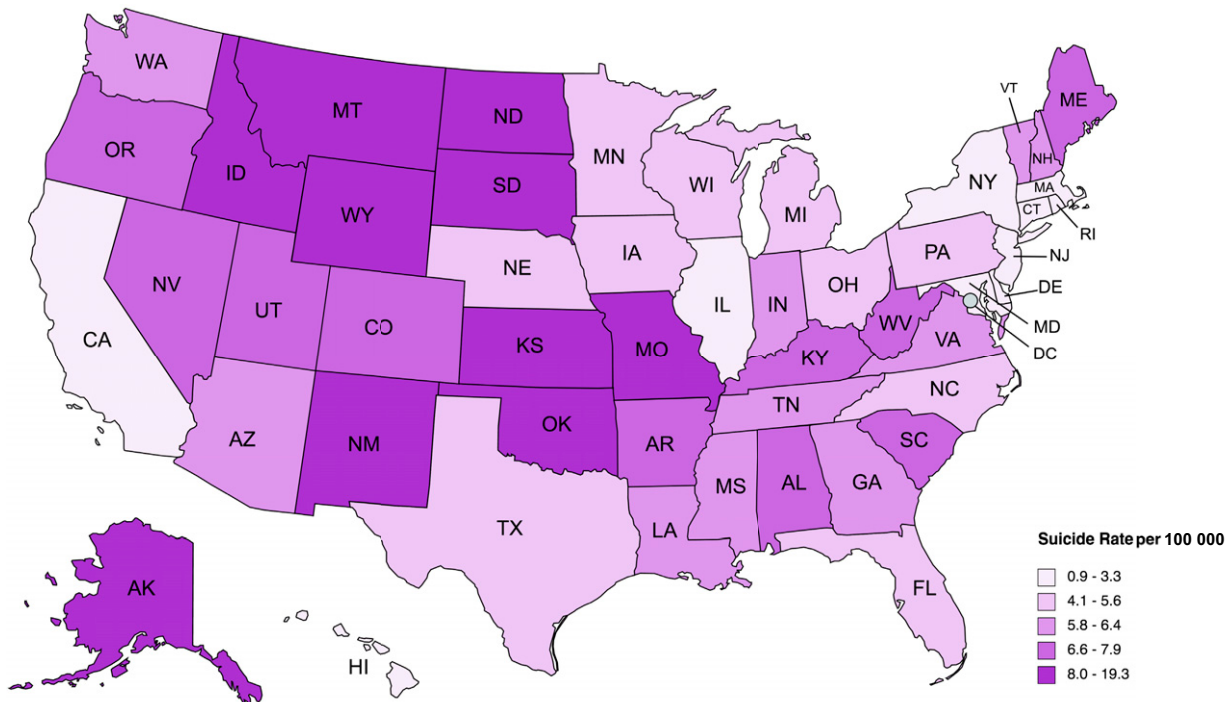 WA
MT
ND
MN
VT
ME
OR
ID
SD
WI
MI
NY
NH
MA
CT
RI
WY
NE
IA
PA
NJ
NV
UT
CO
IL
IN
OH
DE
CA
KS
MO
KY
WV
VA
MD
DC
AZ
NM
OK
AR
TN
NC
SC
TX
LA
MS
AL
GA
FL
AK
HI
Suicide Rate per 100 000
0.9 - 3.3
4.1 - 5.6
5.8 - 6.4
6.6 - 7.9
8.0 - 19.3